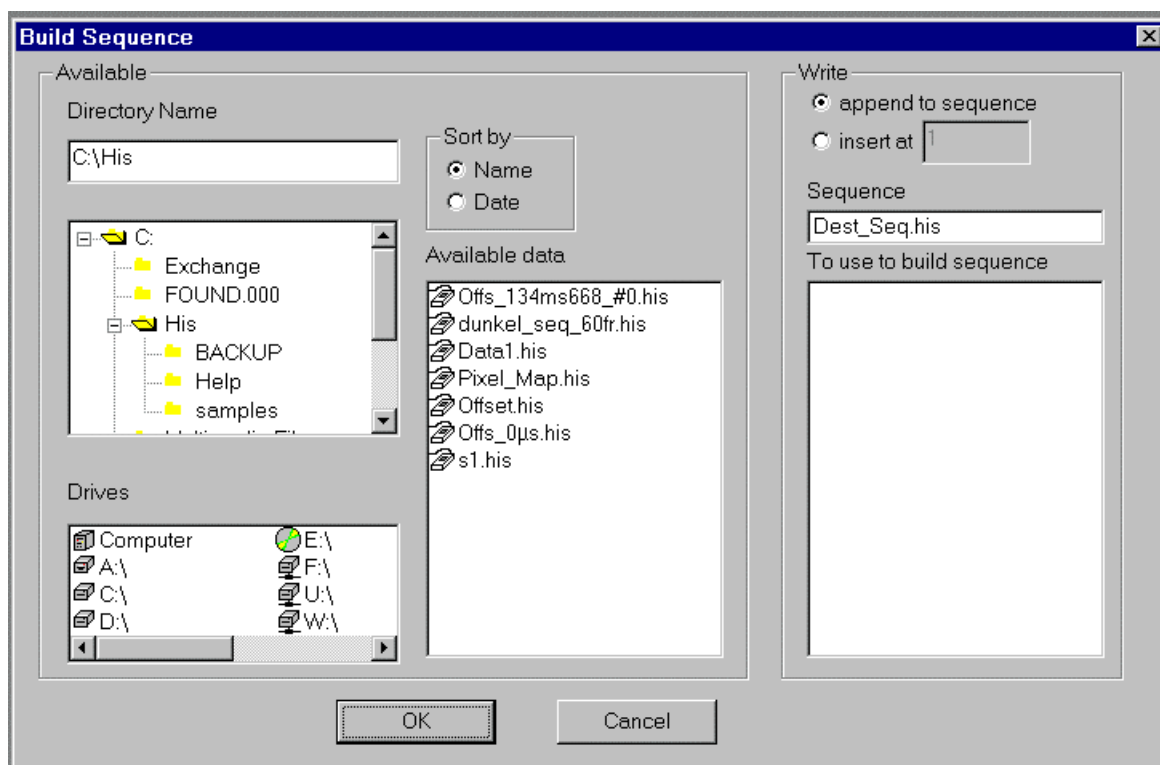 Build Sequence
Available
Directory Name
C:\His
C:
Exchange
FOUND.000
His
BACKUP
Help
samples
Drives
Computer
A:\
C:\
D:\
E:\
F:\
U:\
W:\
Sort by
Name
Date
Available data
Offs_134ms668_#0.his
dunkel_seq_60fr.his
Data1.his
Pixel_Map.his
Offset.his
Offs_0µs.his
s1.his
Write
append to sequence
insert at 1
Sequence
Dest_Seq.his
To use to build sequence
OK
Cancel